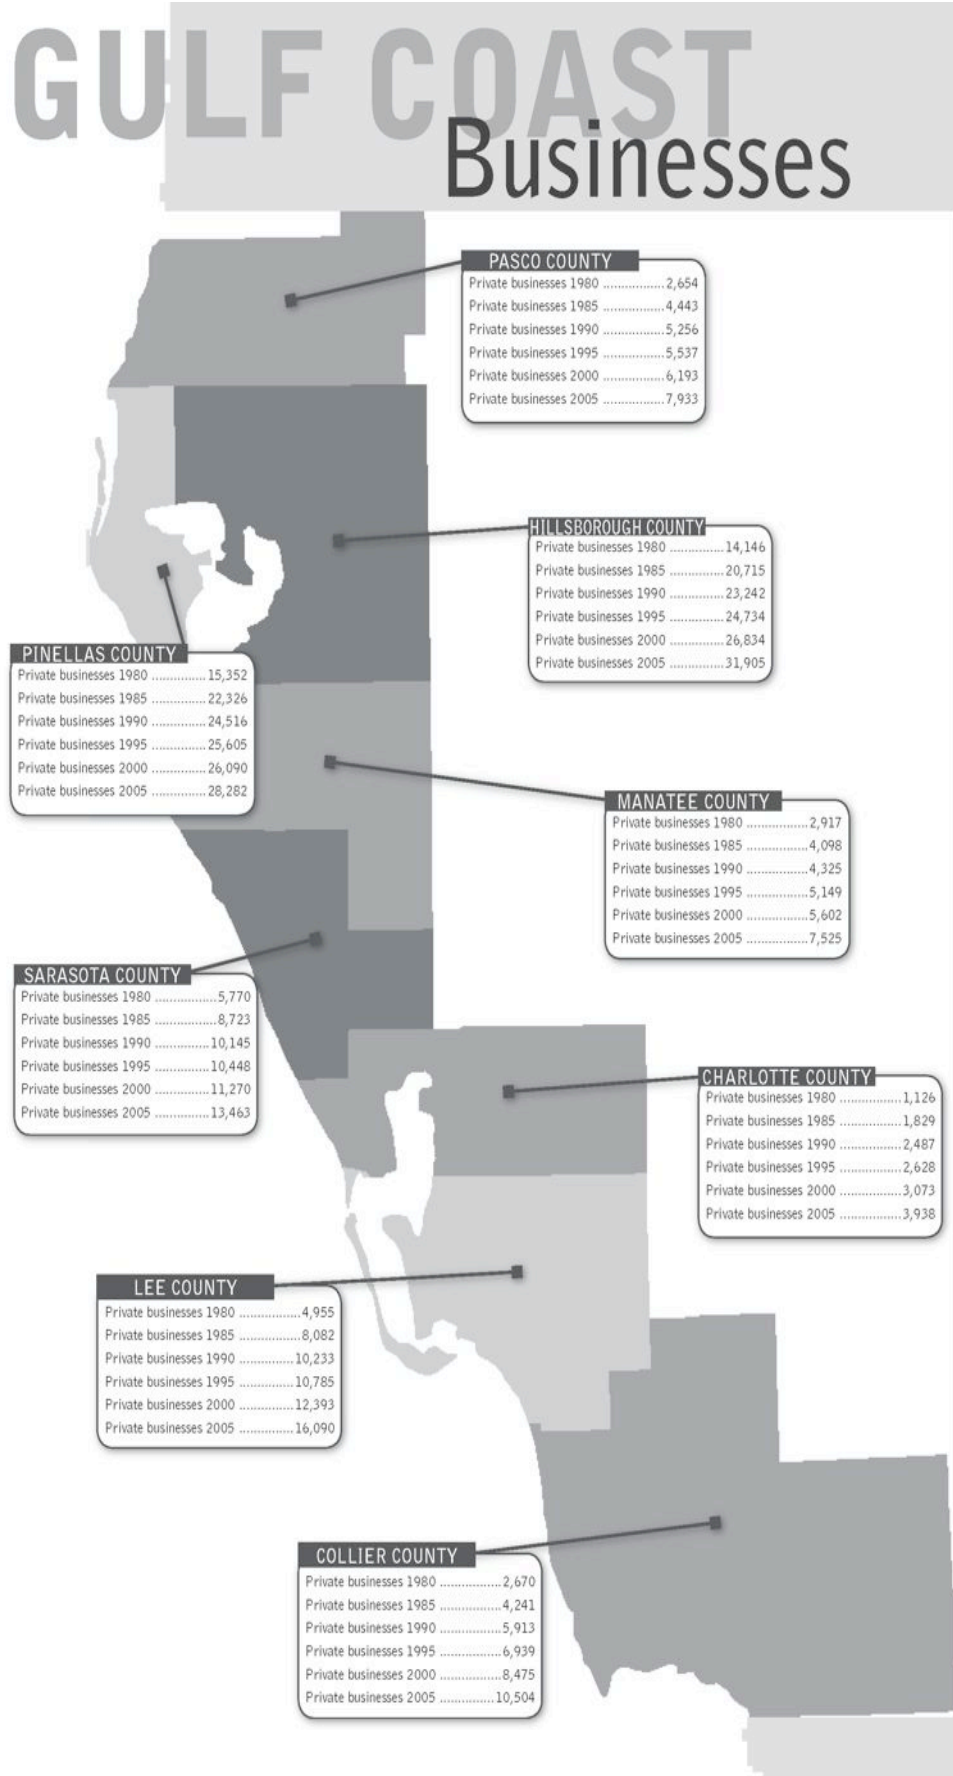 GULF COAST
Businesses
PASCO COUNTY
Private businesses 1980 ................. 2,654
Private businesses 1985 ................. 4,443
Private businesses 1990 ................. 5,256
Private businesses 1995 ................. 5,537
Private businesses 2000 ................. 6,193
Private businesses 2005 ................. 7,933
HILLSBOROUGH COUNTY
Private businesses 1980 ............... 14,146
Private businesses 1985 ............... 20,715
Private businesses 1990 ............... 23,242
Private businesses 1995 ............... 24,734
Private businesses 2000 ............... 26,834
Private businesses 2005 ............... 31,905
PINELLAS COUNTY
Private businesses 1980 ............... 15,352
Private businesses 1985 ............... 22,326
Private businesses 1990 ............... 24,516
Private businesses 1995 ............... 25,605
Private businesses 2000 ............... 26,090
Private businesses 2005 ............... 28,282
MANATEE COUNTY
Private businesses 1980 ................. 2,917
Private businesses 1985 ................. 4,098
Private businesses 1990 ................. 4,325
Private businesses 1995 ................. 5,149
Private businesses 2000 ................. 5,602
Private businesses 2005 ................. 7,525
SARASOTA COUNTY
Private businesses 1980 ................. 5,770
Private businesses 1985 ................. 8,723
Private businesses 1990 ............... 10,145
Private businesses 1995 ............... 10,448
Private businesses 2000 ............... 11,270
Private businesses 2005 ............... 13,463
CHARLOTTE COUNTY
Private businesses 1980 ................. 1,126
Private businesses 1985 ................. 1,829
Private businesses 1990 ................. 2,487
Private businesses 1995 ................. 2,628
Private businesses 2000 ................. 3,073
Private businesses 2005 ................. 3,938
LEE COUNTY
Private businesses 1980 ................. 4,955
Private businesses 1985 ................. 8,082
Private businesses 1990 ............... 10,233
Private businesses 1995 ............... 10,785
Private businesses 2000 ............... 12,393
Private businesses 2005 ............... 16,090
COLLIER COUNTY
Private businesses 1980 ................. 2,670
Private businesses 1985 ................. 4,241
Private businesses 1990 ................. 5,913
Private businesses 1995 ................. 6,939
Private businesses 2000 ................. 8,475
Private businesses 2005 ............... 10,504